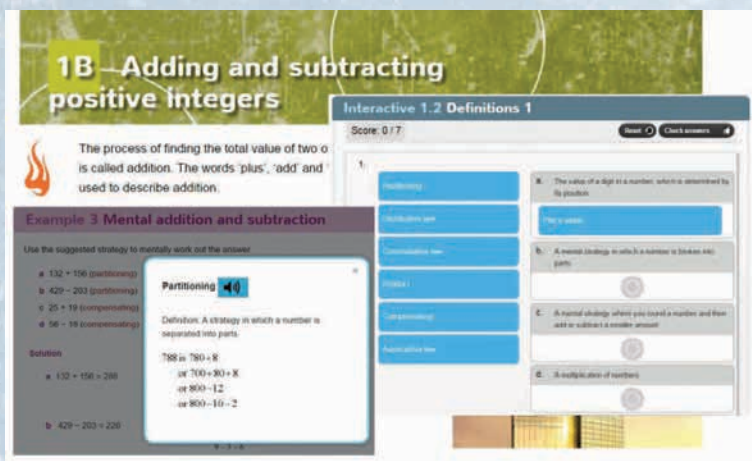 1B Adding and subtracting
positive integers
The process of finding the total value of two o
is called addition. The words 'plus', 'add' and '
used to describe addition.
Interactive 1.2 Definitions 1
Score: 0 / 7
Reset
Check answers
1.
Partitioning
Distributive law
Commutative law
Product
Compensating
Associative law
a. The value of a digit in a number, which is determined by
its position
Place value
b. A mental strategy in which a number is broken into
parts
c. A mental strategy where you round a number and then
add or subtract a smaller amount
d. A multiplication of numbers
Example 3 Mental addition and subtraction
Use the suggested strategy to mentally work out the answer.
a 132 + 156 (partitioning)
b 429 − 203 (partitioning)
c 25 + 19 (compensating)
d 56 − 18 (compensating)
Solution
a 132 + 156 = 288
b 429 − 203 = 226
Partitioning
Definition: A strategy in which a number is
separated into parts.
788 is 780+8
or 700+80+8
or 800−12
or 800−10−2